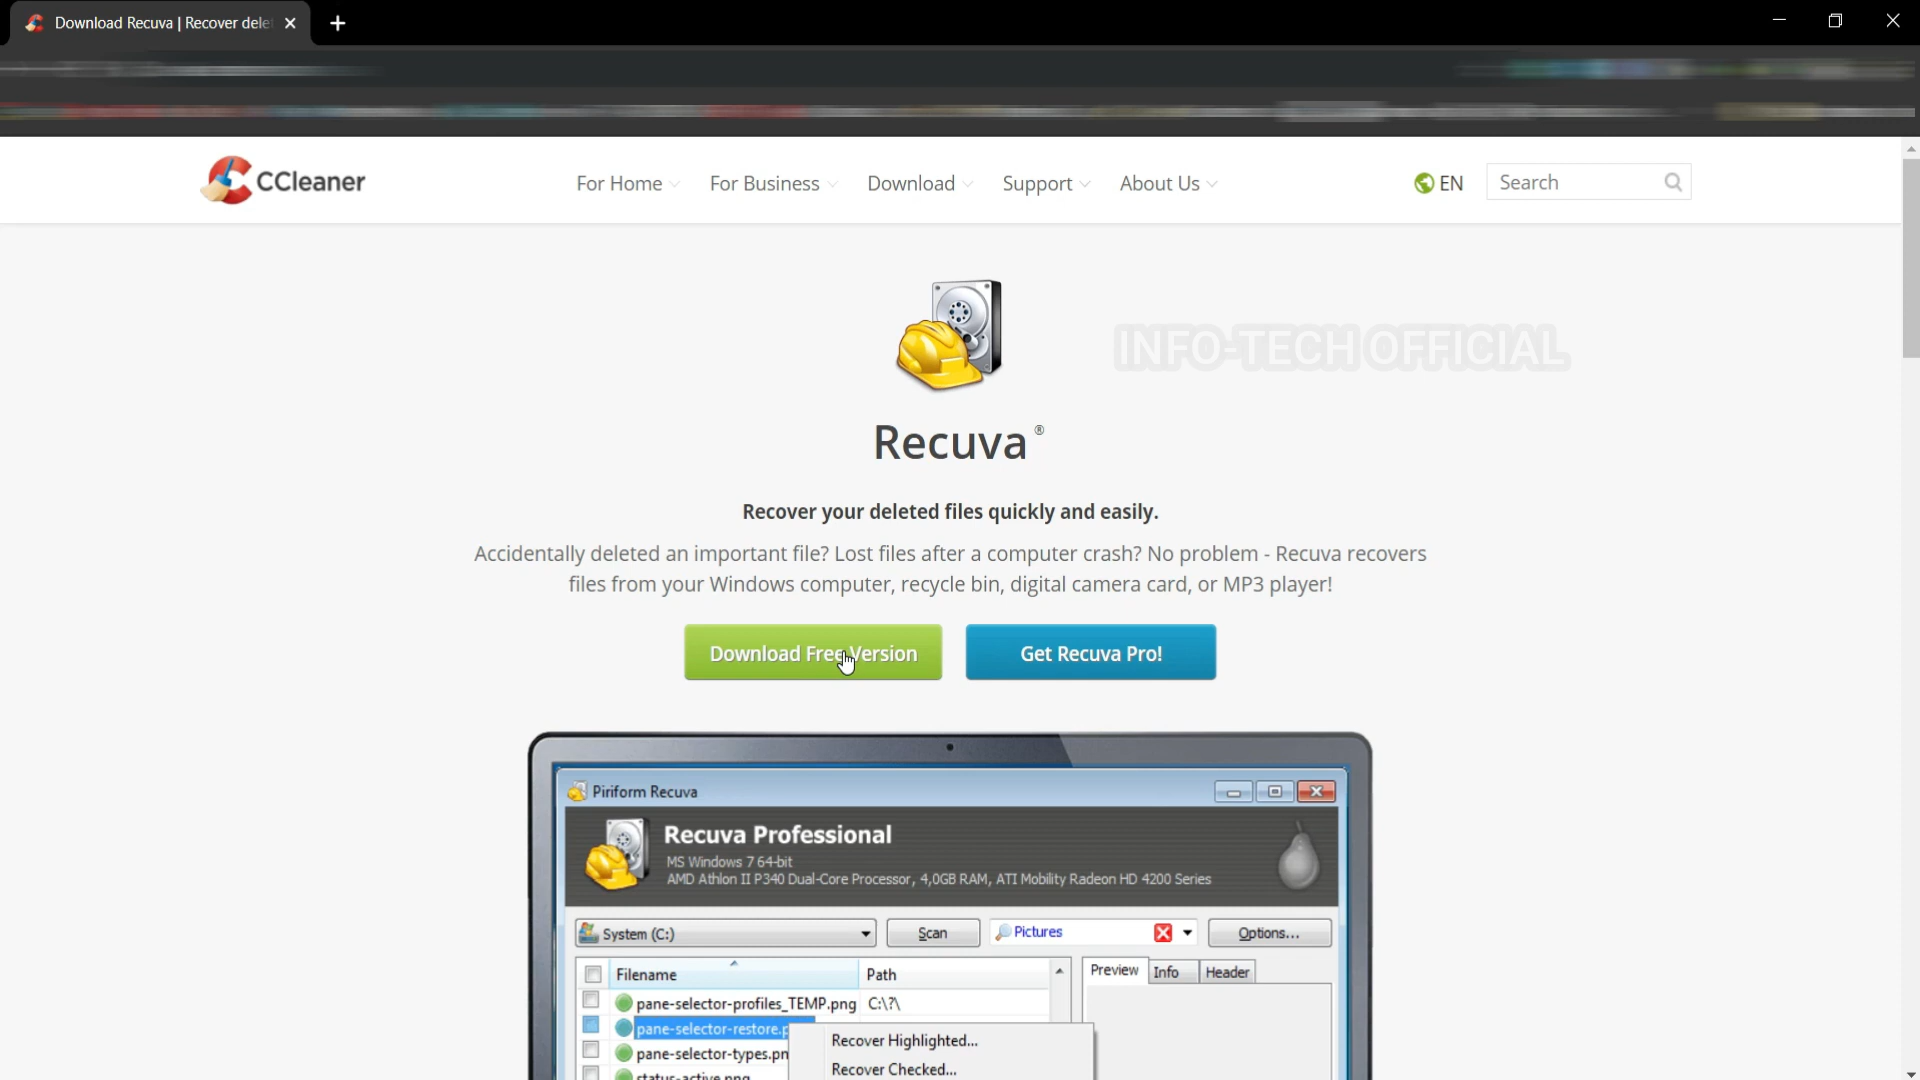 Download Recuva | Recover dele
CCleaner
For Home
For Business
Download
Support
About Us
EN
Search
INFO-TECH OFFICIAL
Recuva®
Recover your deleted files quickly and easily.
Accidentally deleted an important file? Lost files after a computer crash? No problem - Recuva recovers
files from your Windows computer, recycle bin, digital camera card, or MP3 player!
Download Free Version
Get Recuva Pro!
Piriform Recuva
Recuva Professional
MS Windows 7 64-bit
AMD Athlon II P340 Dual-Core Processor, 4,0GB RAM, ATI Mobility Radeon HD 4200 Series
System (C:)
Scan
Pictures
Options...
Filename
Path
Preview
Info
Header
pane-selector-profiles_TEMP.png
C:\?\
pane-selector-restore.p
pane-selector-types.pn
status-active.png
Recover Highlighted...
Recover Checked...